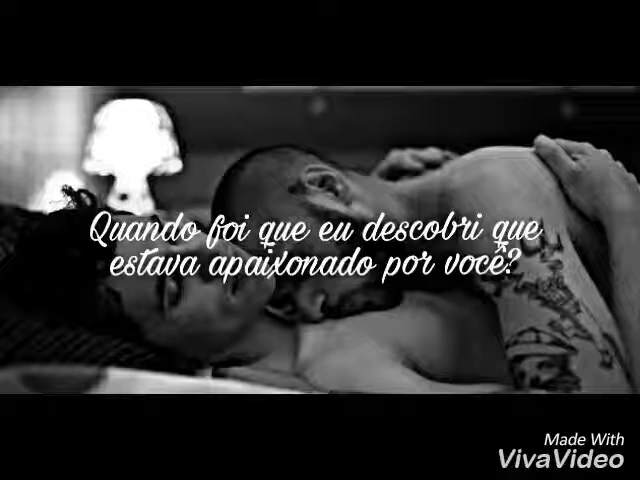 Quando foi que eu descobri que
estava apaixonado por você?
Made With
VivaVideo